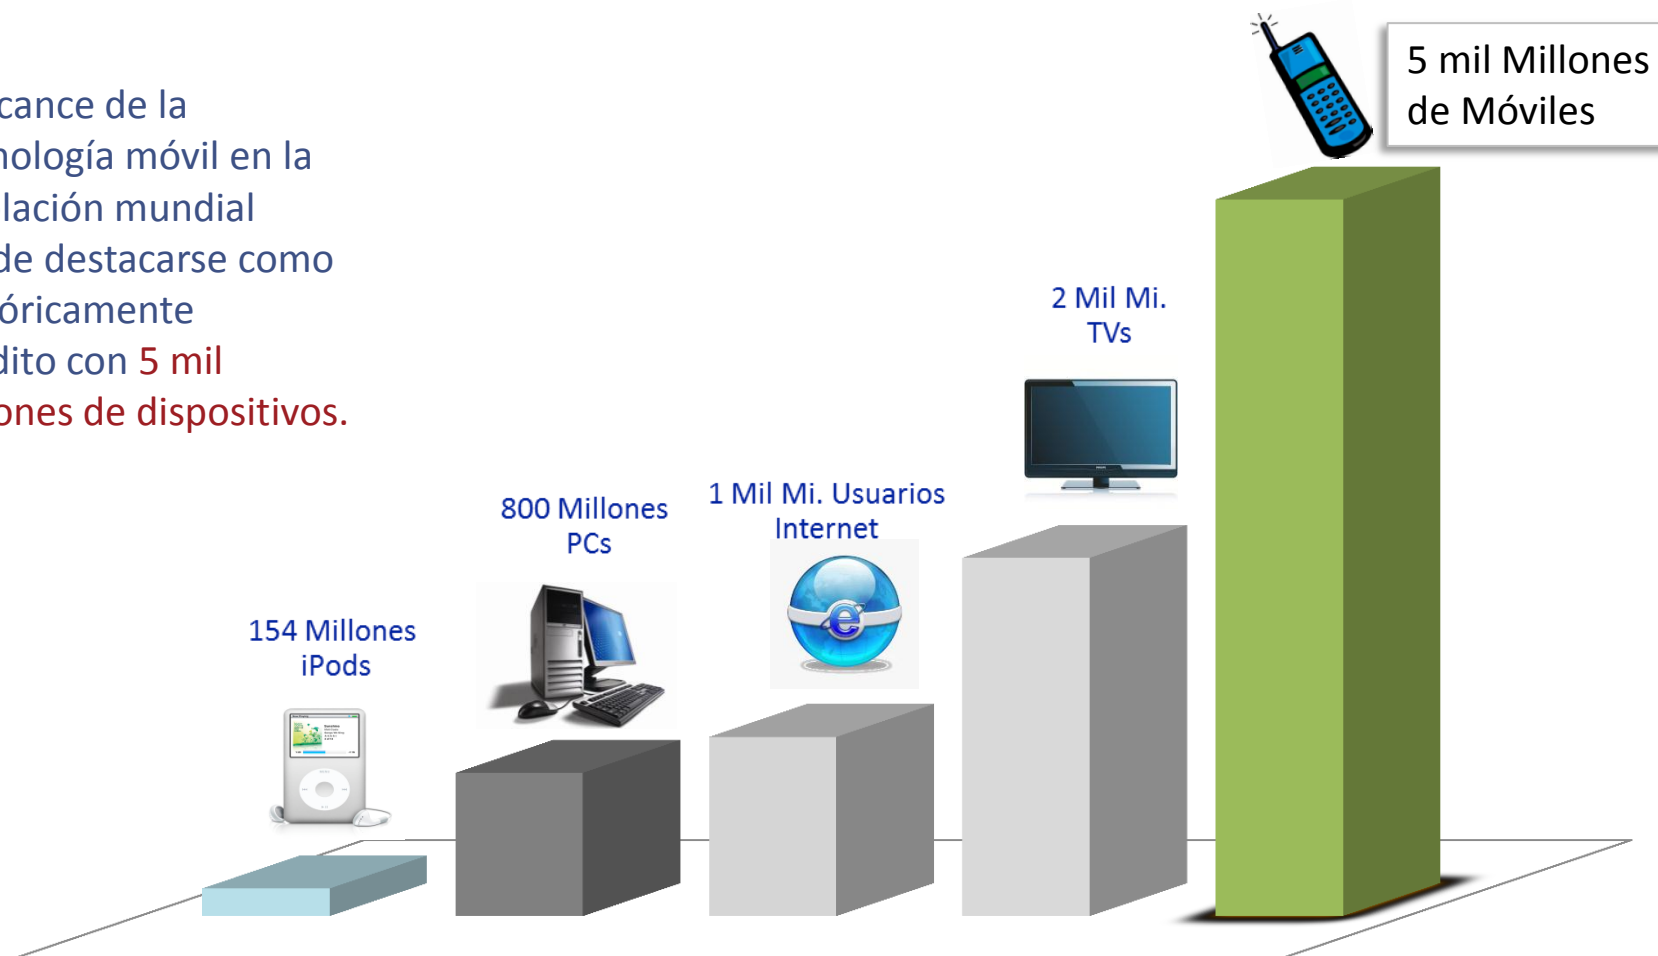 cance de la
nología móvil en la
lación mundial
de destacarse como
óricamente
dito con 5 mil
ones de dispositivos.
5 mil Millones
de Móviles
2 Mil Mi.
TVs
1 Mil Mi. Usuarios
Internet
800 Millones
PCs
154 Millones
iPods